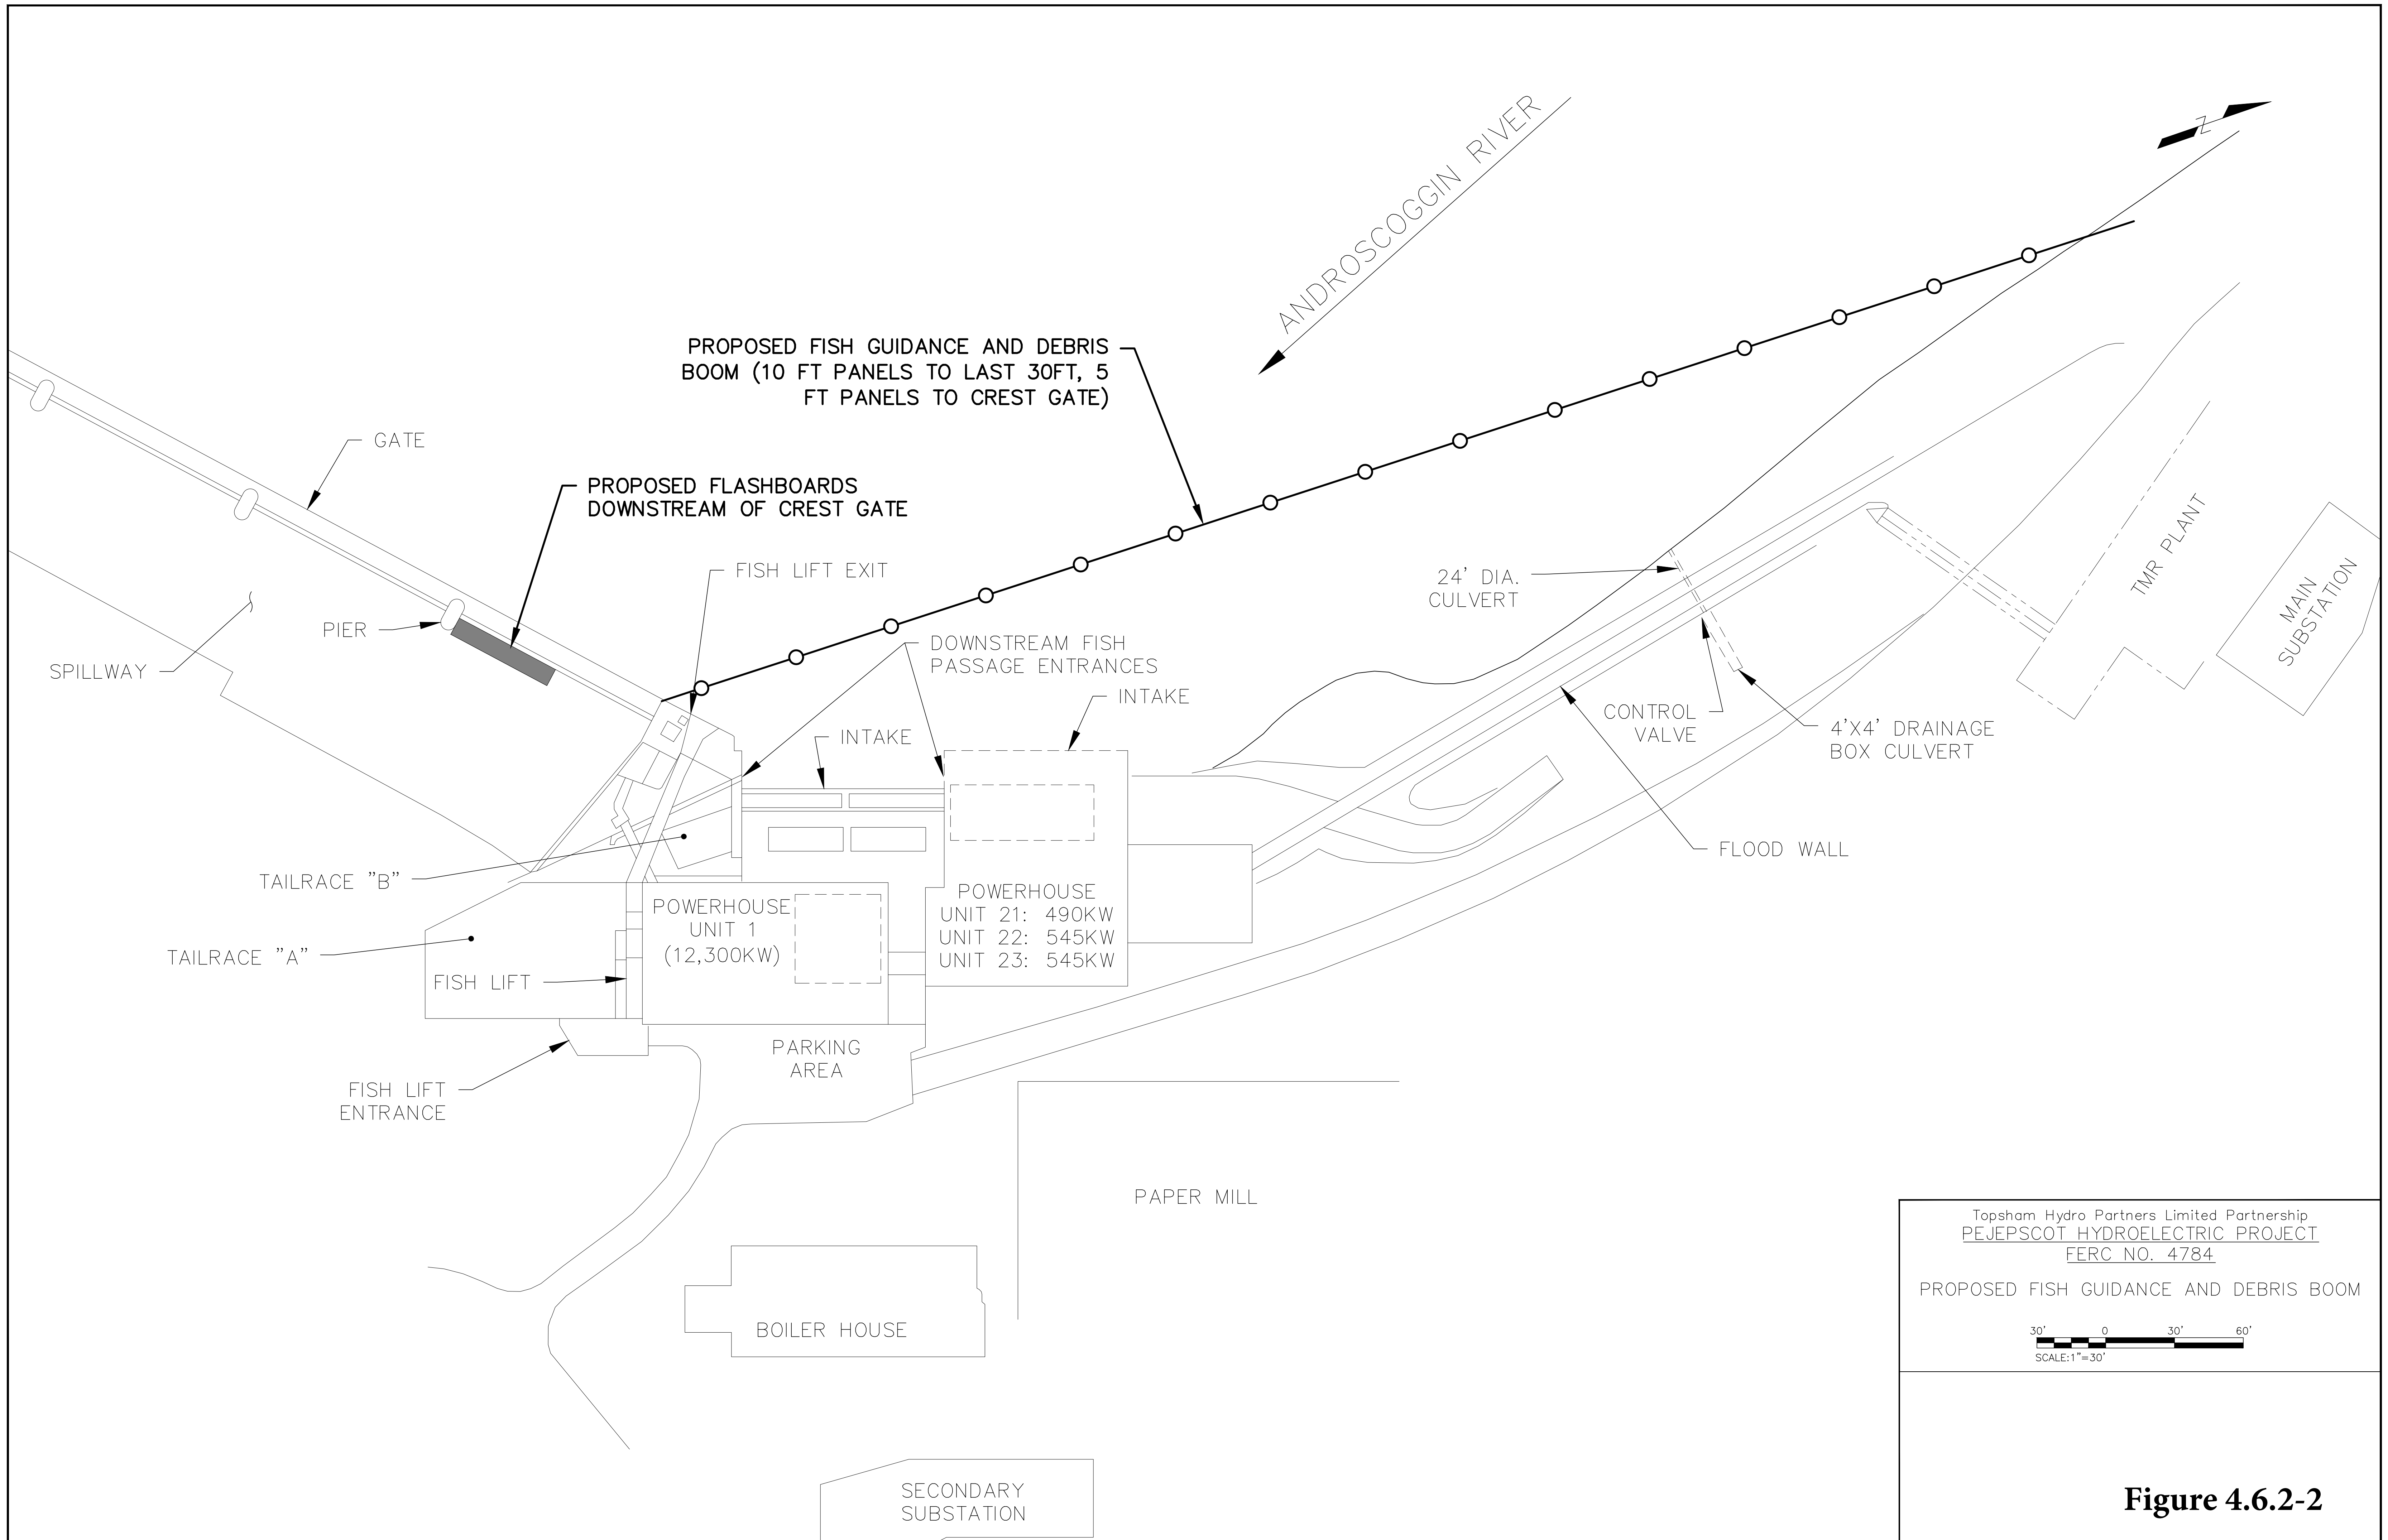 N
ANDROSCOGGIN RIVER
PROPOSED FISH GUIDANCE AND DEBRIS
BOOM (10 FT PANELS TO LAST 30FT, 5
FT PANELS TO CREST GATE)
GATE
PROPOSED FLASHBOARDS
DOWNSTREAM OF CREST GATE
FISH LIFT EXIT
PIER
SPILLWAY
DOWNSTREAM FISH
PASSAGE ENTRANCES
INTAKE
INTAKE
24' DIA.
CULVERT
CONTROL
VALVE
4'X4' DRAINAGE
BOX CULVERT
TMR PLANT
MAIN
SUBSTATION
FLOOD WALL
TAILRACE "B"
TAILRACE "A"
POWERHOUSE
UNIT 1
(12,300KW)
POWERHOUSE
UNIT 21: 490KW
UNIT 22: 545KW
UNIT 23: 545KW
FISH LIFT
FISH LIFT
ENTRANCE
PARKING
AREA
PAPER MILL
BOILER HOUSE
SECONDARY
SUBSTATION
Topsham Hydro Partners Limited Partnership
PEJEPSCOT HYDROELECTRIC PROJECT
FERC NO. 4784
PROPOSED FISH GUIDANCE AND DEBRIS BOOM
30' 0 30' 60'
SCALE:1"=30'
Figure 4.6.2-2